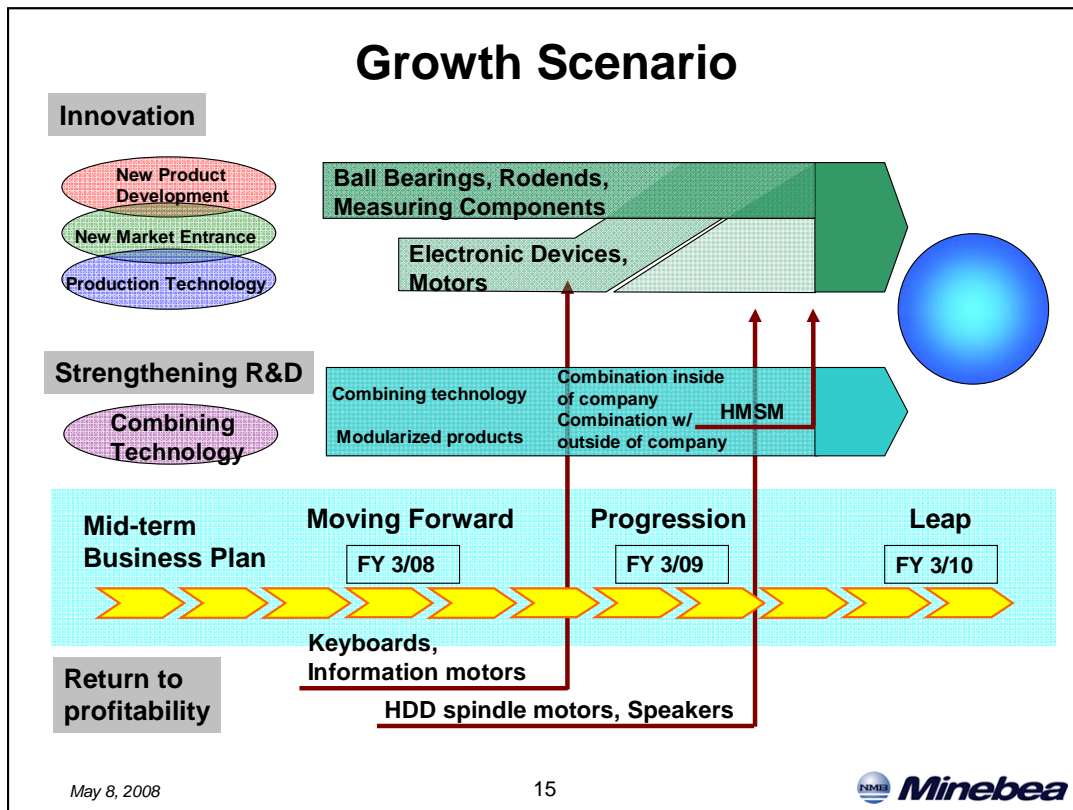 Growth Scenario
Innovation
New Product
Development
New Market Entrance
Production Technology
Ball Bearings, Rodends,
Measuring Components
Electronic Devices,
Motors
Strengthening R&D
Combining
Technology
Combining technology
Modularized products
Combination inside
of company
Combination w/
outside of company
HMSM
Mid-term
Business Plan
Moving Forward
Progression
Leap
FY 3/08
FY 3/09
FY 3/10
Keyboards,
Information motors
Return to
profitability
HDD spindle motors, Speakers
May 8, 2008
15
NMB
Minebea